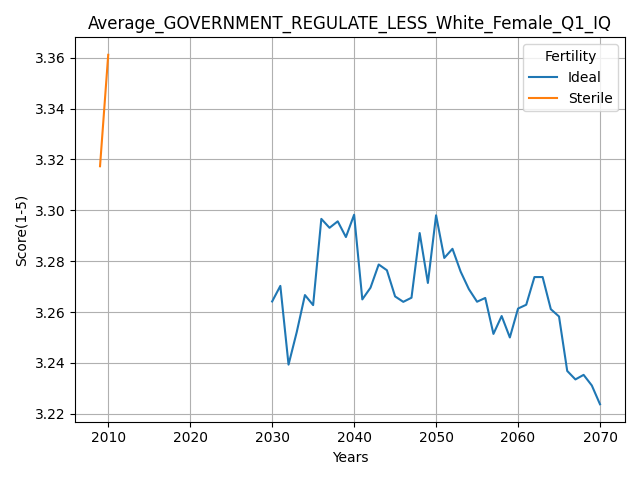 Average_GOVERNMENT_REGULATE_LESS_White_Female_Q1_IQ
Fertility
Ideal
Sterile
3.36
3.34
3.32
3.30
3.28
3.26
3.24
3.22
Score(1-5)
2010 2020 2030 2040 2050 2060 2070
Years